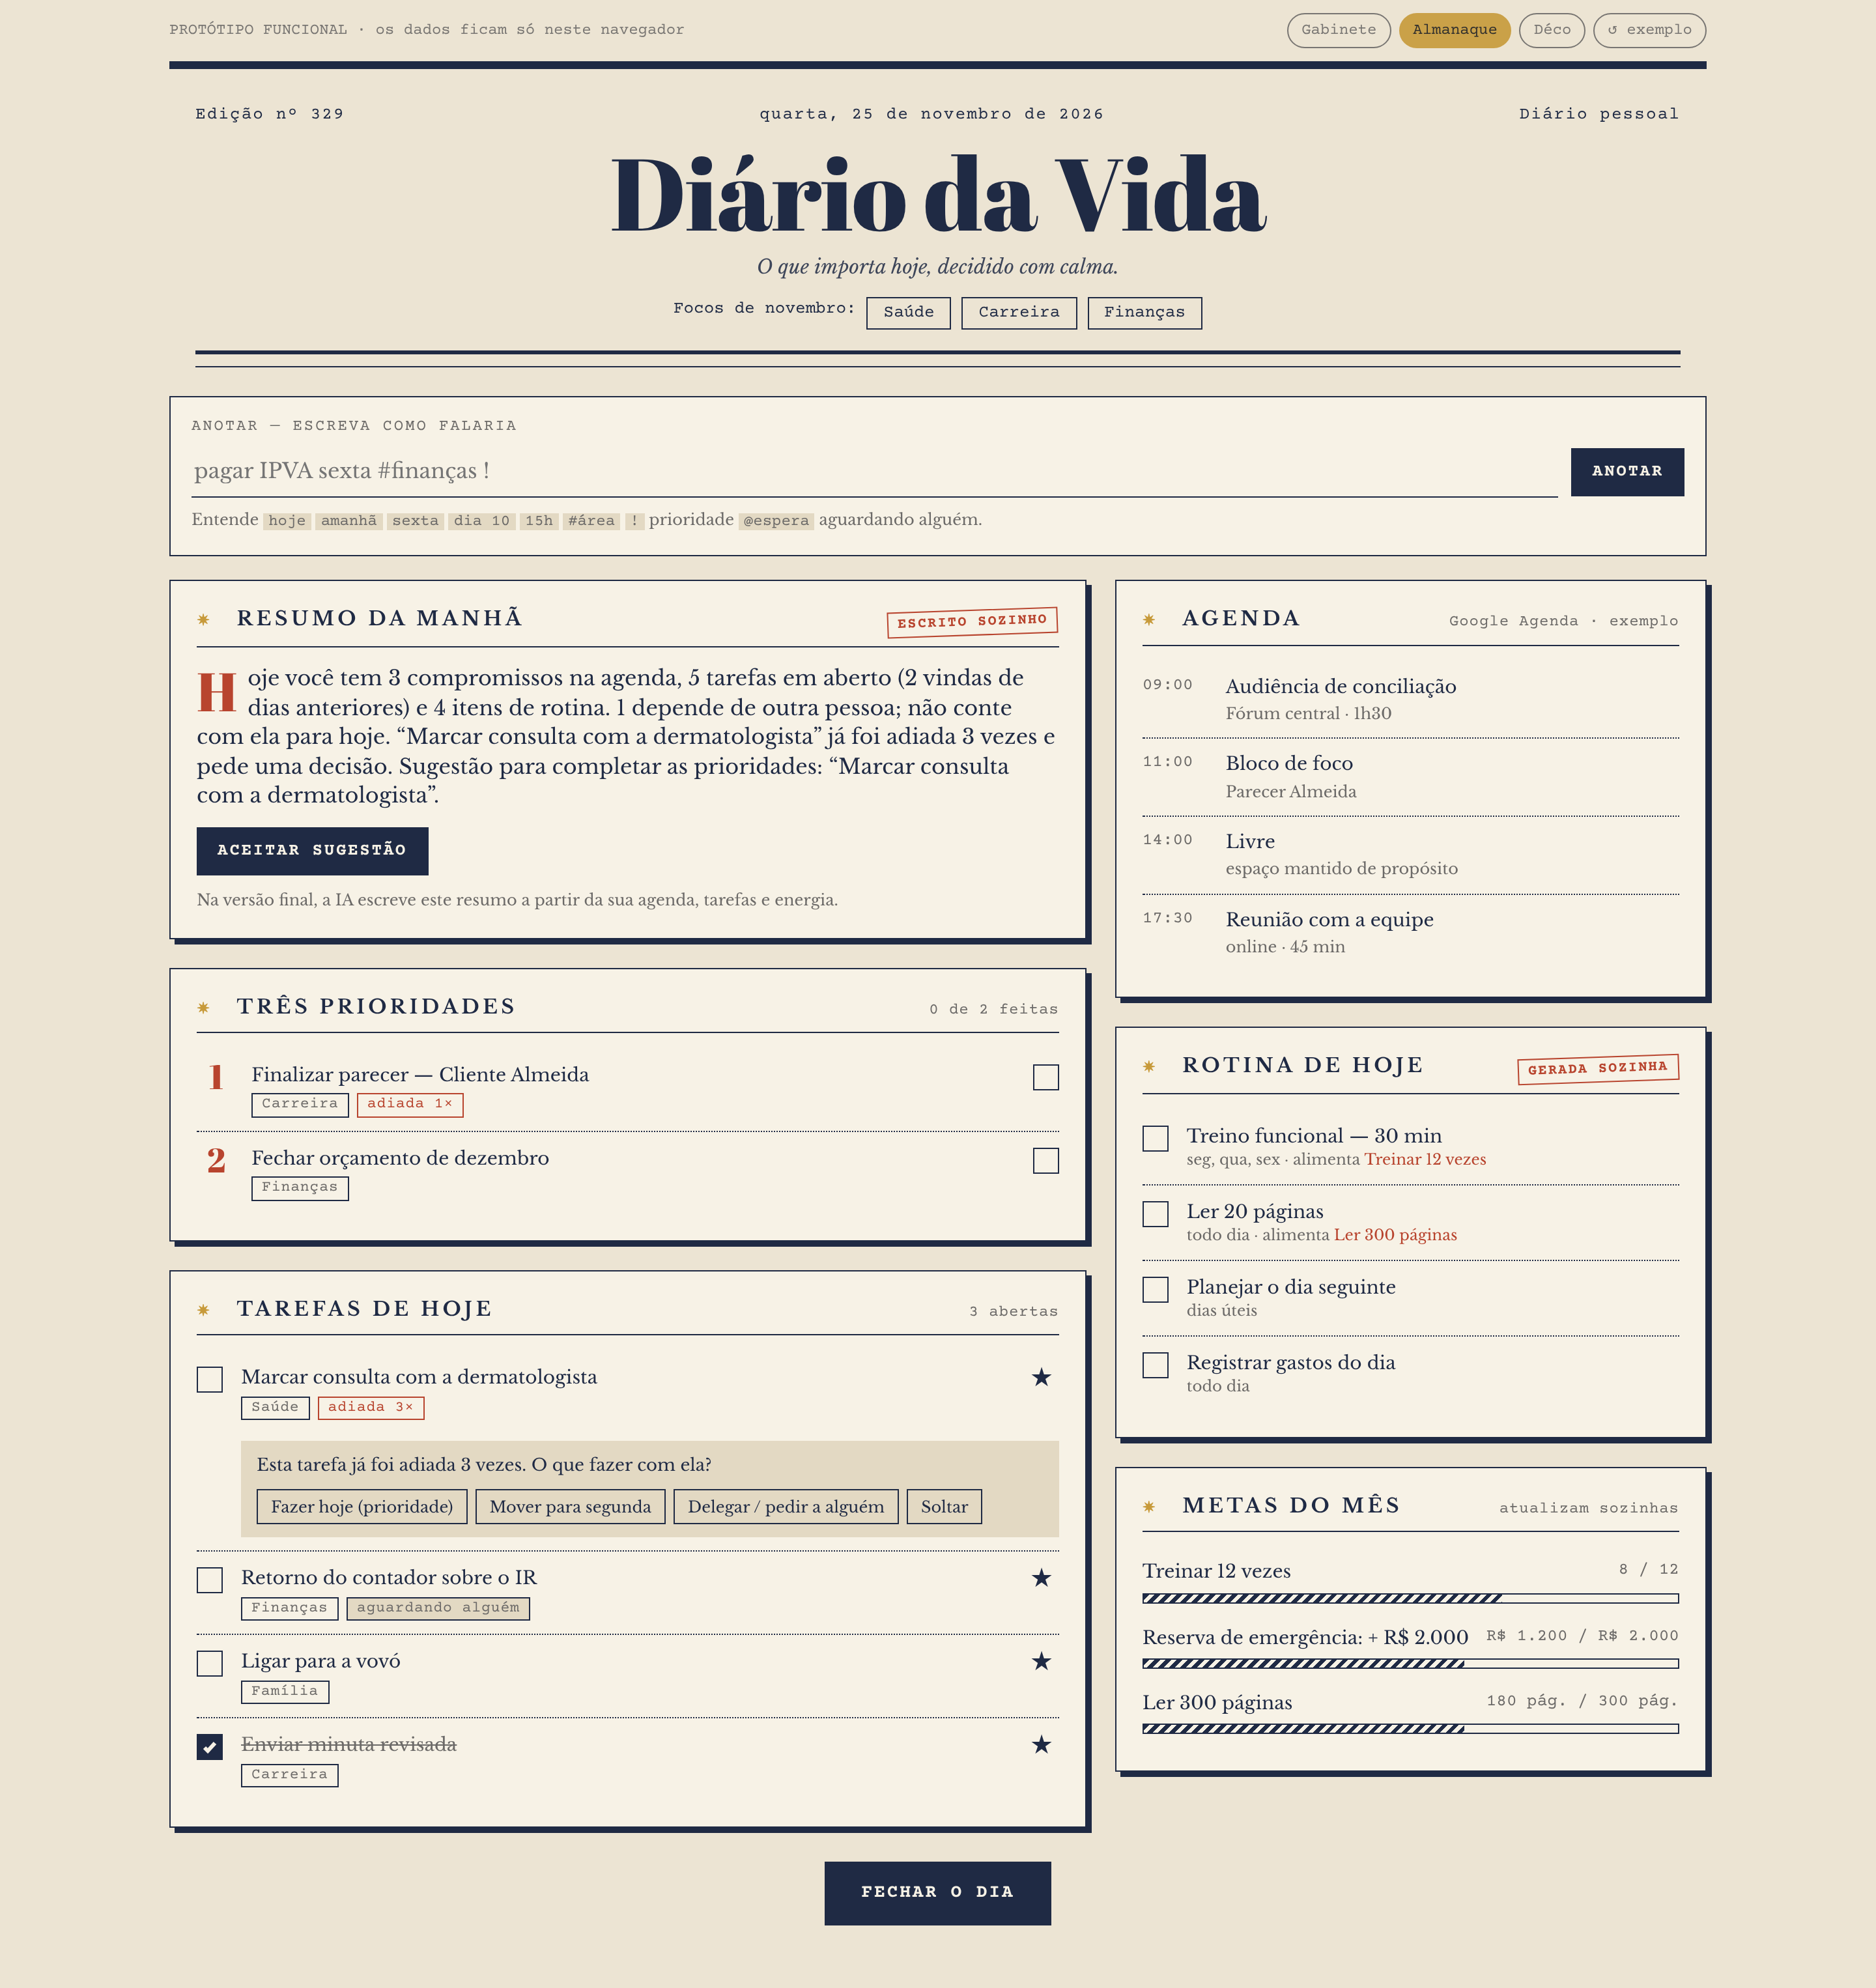 PROTÓTIPO FUNCIONAL · os dados ficam só neste navegador
Gabinete
Almanaque
Déco
↺ exemplo
Edição nº 329
quarta, 25 de novembro de 2026
Diário pessoal
Diário da Vida
O que importa hoje, decidido com calma.
Focos de novembro: Saúde Carreira Finanças
ANOTAR — ESCREVA COMO FALARIA
pagar IPVA sexta #finanças !
ANOTAR
Entende hoje amanhã sexta dia 10 15h #área ! prioridade @espera aguardando alguém.
RESUMO DA MANHÃ
ESCRITO SOZINHO
Hoje você tem 3 compromissos na agenda, 5 tarefas em aberto (2 vindas de
dias anteriores) e 4 itens de rotina. 1 depende de outra pessoa; não conte
com ela para hoje. “Marcar consulta com a dermatologista” já foi adiada 3 vezes e
pede uma decisão. Sugestão para completar as prioridades: “Marcar consulta
com a dermatologista”.
ACEITAR SUGESTÃO
Na versão final, a IA escreve este resumo a partir da sua agenda, tarefas e energia.
TRÊS PRIORIDADES
0 de 2 feitas
1 Finalizar parecer — Cliente Almeida
Carreira adiada 1×
2 Fechar orçamento de dezembro
Finanças
TAREFAS DE HOJE
3 abertas
Marcar consulta com a dermatologista ★
Saúde adiada 3×
Esta tarefa já foi adiada 3 vezes. O que fazer com ela?
Fazer hoje (prioridade) Mover para segunda Delegar / pedir a alguém Soltar
Retorno do contador sobre o IR ★
Finanças aguardando alguém
Ligar para a vovó ★
Família
Enviar minuta revisada ★
Carreira
AGENDA
Google Agenda · exemplo
09:00 Audiência de conciliação
Fórum central · 1h30
11:00 Bloco de foco
Parecer Almeida
14:00 Livre
espaço mantido de propósito
17:30 Reunião com a equipe
online · 45 min
ROTINA DE HOJE
GERADA SOZINHA
Treino funcional — 30 min
seg, qua, sex · alimenta Treinar 12 vezes
Ler 20 páginas
todo dia · alimenta Ler 300 páginas
Planejar o dia seguinte
dias úteis
Registrar gastos do dia
todo dia
METAS DO MÊS
atualizam sozinhas
Treinar 12 vezes 8 / 12
Reserva de emergência: + R$ 2.000 R$ 1.200 / R$ 2.000
Ler 300 páginas 180 pág. / 300 pág.
FECHAR O DIA